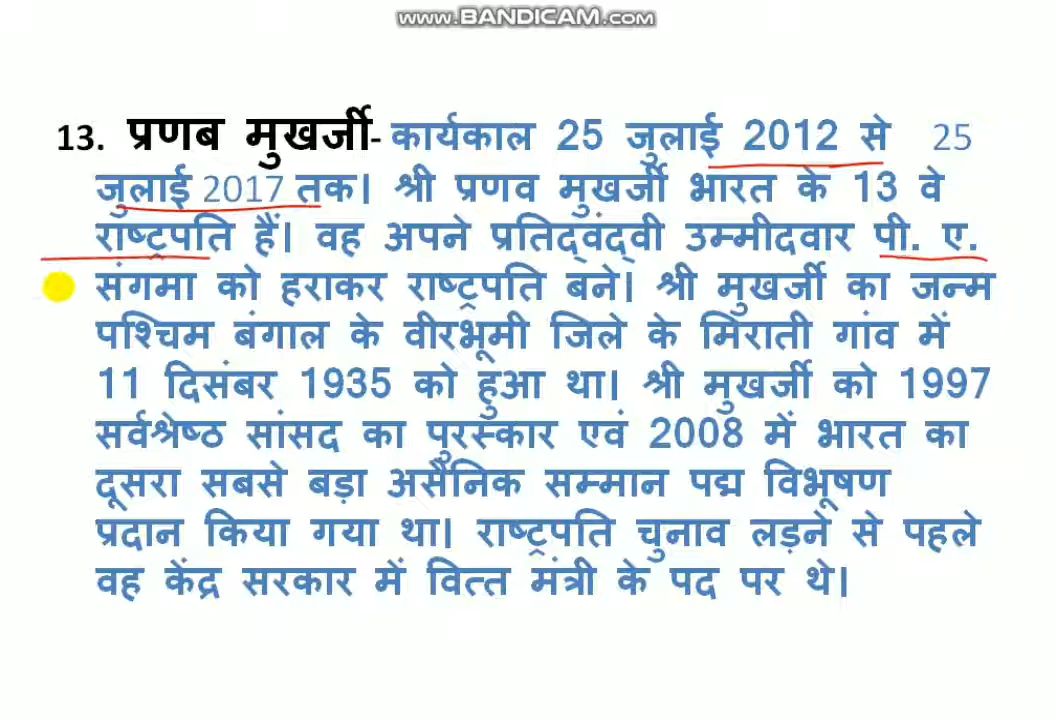 www.BANDICAM.com
13. प्रणब मुखर्जी- कार्यकाल 25 जुलाई 2012 से 25
जुलाई 2017 तक। श्री प्रणव मुखर्जी भारत के 13 वे
राष्ट्रपति हैं। वह अपने प्रतिद्वंद्वी उम्मीदवार पी. ए.
संगमा को हराकर राष्ट्रपति बने। श्री मुखर्जी का जन्म
पश्चिम बंगाल के वीरभूमी जिले के मिराती गांव में
11 दिसंबर 1935 को हुआ था। श्री मुखर्जी को 1997
सर्वश्रेष्ठ सांसद का पुरस्कार एवं 2008 में भारत का
दूसरा सबसे बड़ा असैनिक सम्मान पद्म विभूषण
प्रदान किया गया था। राष्ट्रपति चुनाव लड़ने से पहले
वह केंद्र सरकार में वित्त मंत्री के पद पर थे।